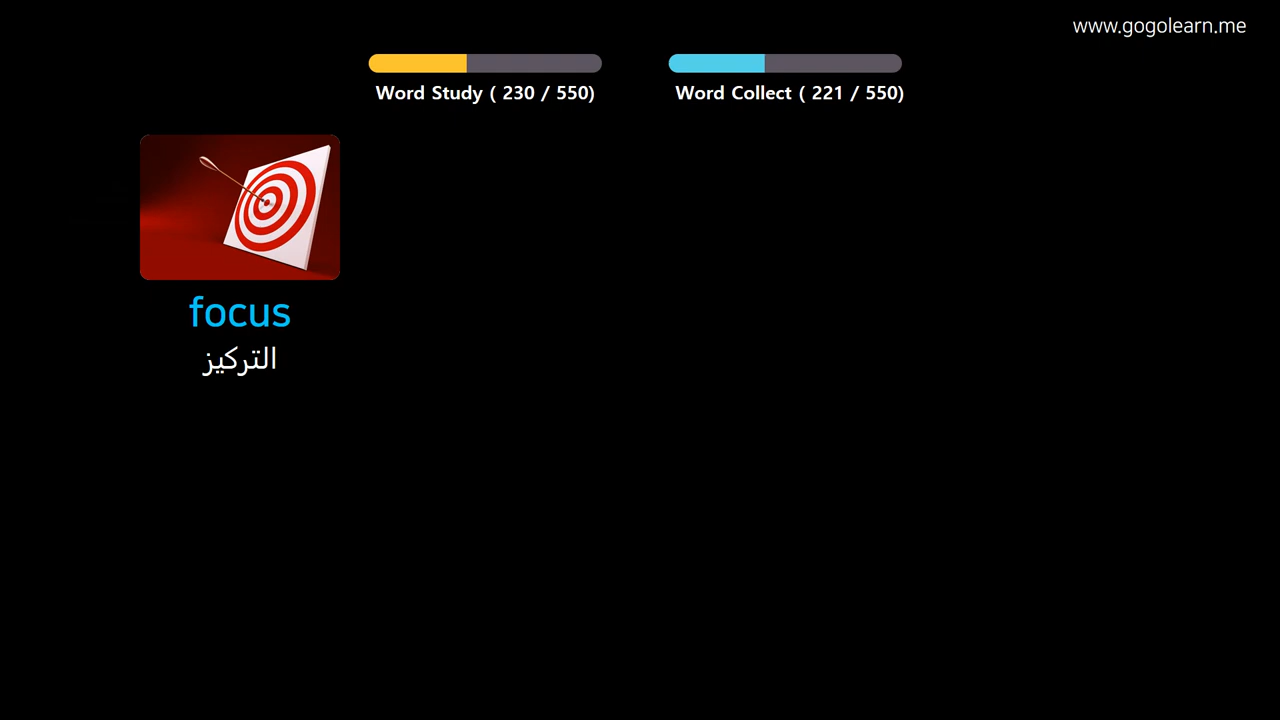 www.gogolearn.me
Word Study ( 230 / 550)
Word Collect ( 221 / 550)
focus
التركيز